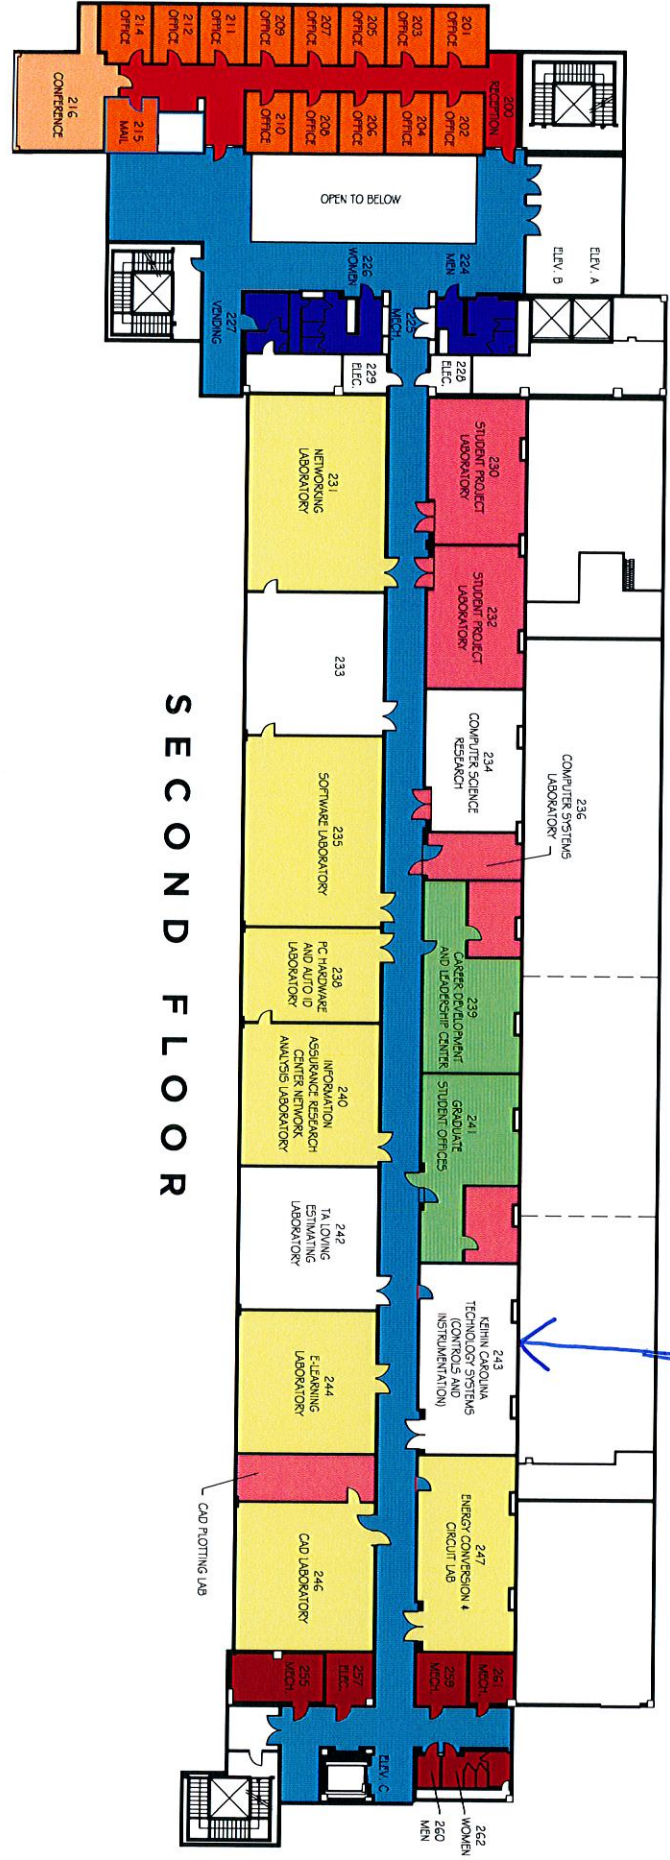 201
OFFICE
203
OFFICE
205
OFFICE
207
OFFICE
209
OFFICE
211
OFFICE
212
OFFICE
214
OFFICE
200
RECEPTION
202
OFFICE
204
OFFICE
206
OFFICE
208
OFFICE
210
OFFICE
215
MAIL
216
CONFERENCE
OPEN TO BELOW
ELEV. A
ELEV. B
224
MEN
226
WOMEN
225
MECH.
227
VENDING
228
ELEC.
229
ELEC.
230
STUDENT PROJECT
LABORATORY
231
NETWORKING
LABORATORY
232
STUDENT PROJECT
LABORATORY
233
234
COMPUTER SCIENCE
RESEARCH
236
COMPUTER SYSTEMS
LABORATORY
235
SOFTWARE LABORATORY
238
PC HARDWARE
AND AUTO ID
LABORATORY
239
CAREER DEVELOPMENT
AND LEADERSHIP CENTER
240
INFORMATION
ASSURANCE RESEARCH
CENTER NETWORK
ANALYSIS LABORATORY
241
GRADUATE
STUDENT OFFICES
242
TA LOVING
ESTIMATING
LABORATORY
243
KEIHIN CAROLINA
TECHNOLOGY SYSTEMS
(CONTROLS AND
INSTRUMENTATION)
244
E-LEARNING
LABORATORY
CAD PLOTTING LAB
247
ENERGY CONVERSION &
CIRCUIT LAB
246
CAD LABORATORY
261
MECH.
259
MECH.
257
ELEC.
255
MECH.
ELEV. C
262
WOMEN
260
MEN
SECOND FLOOR